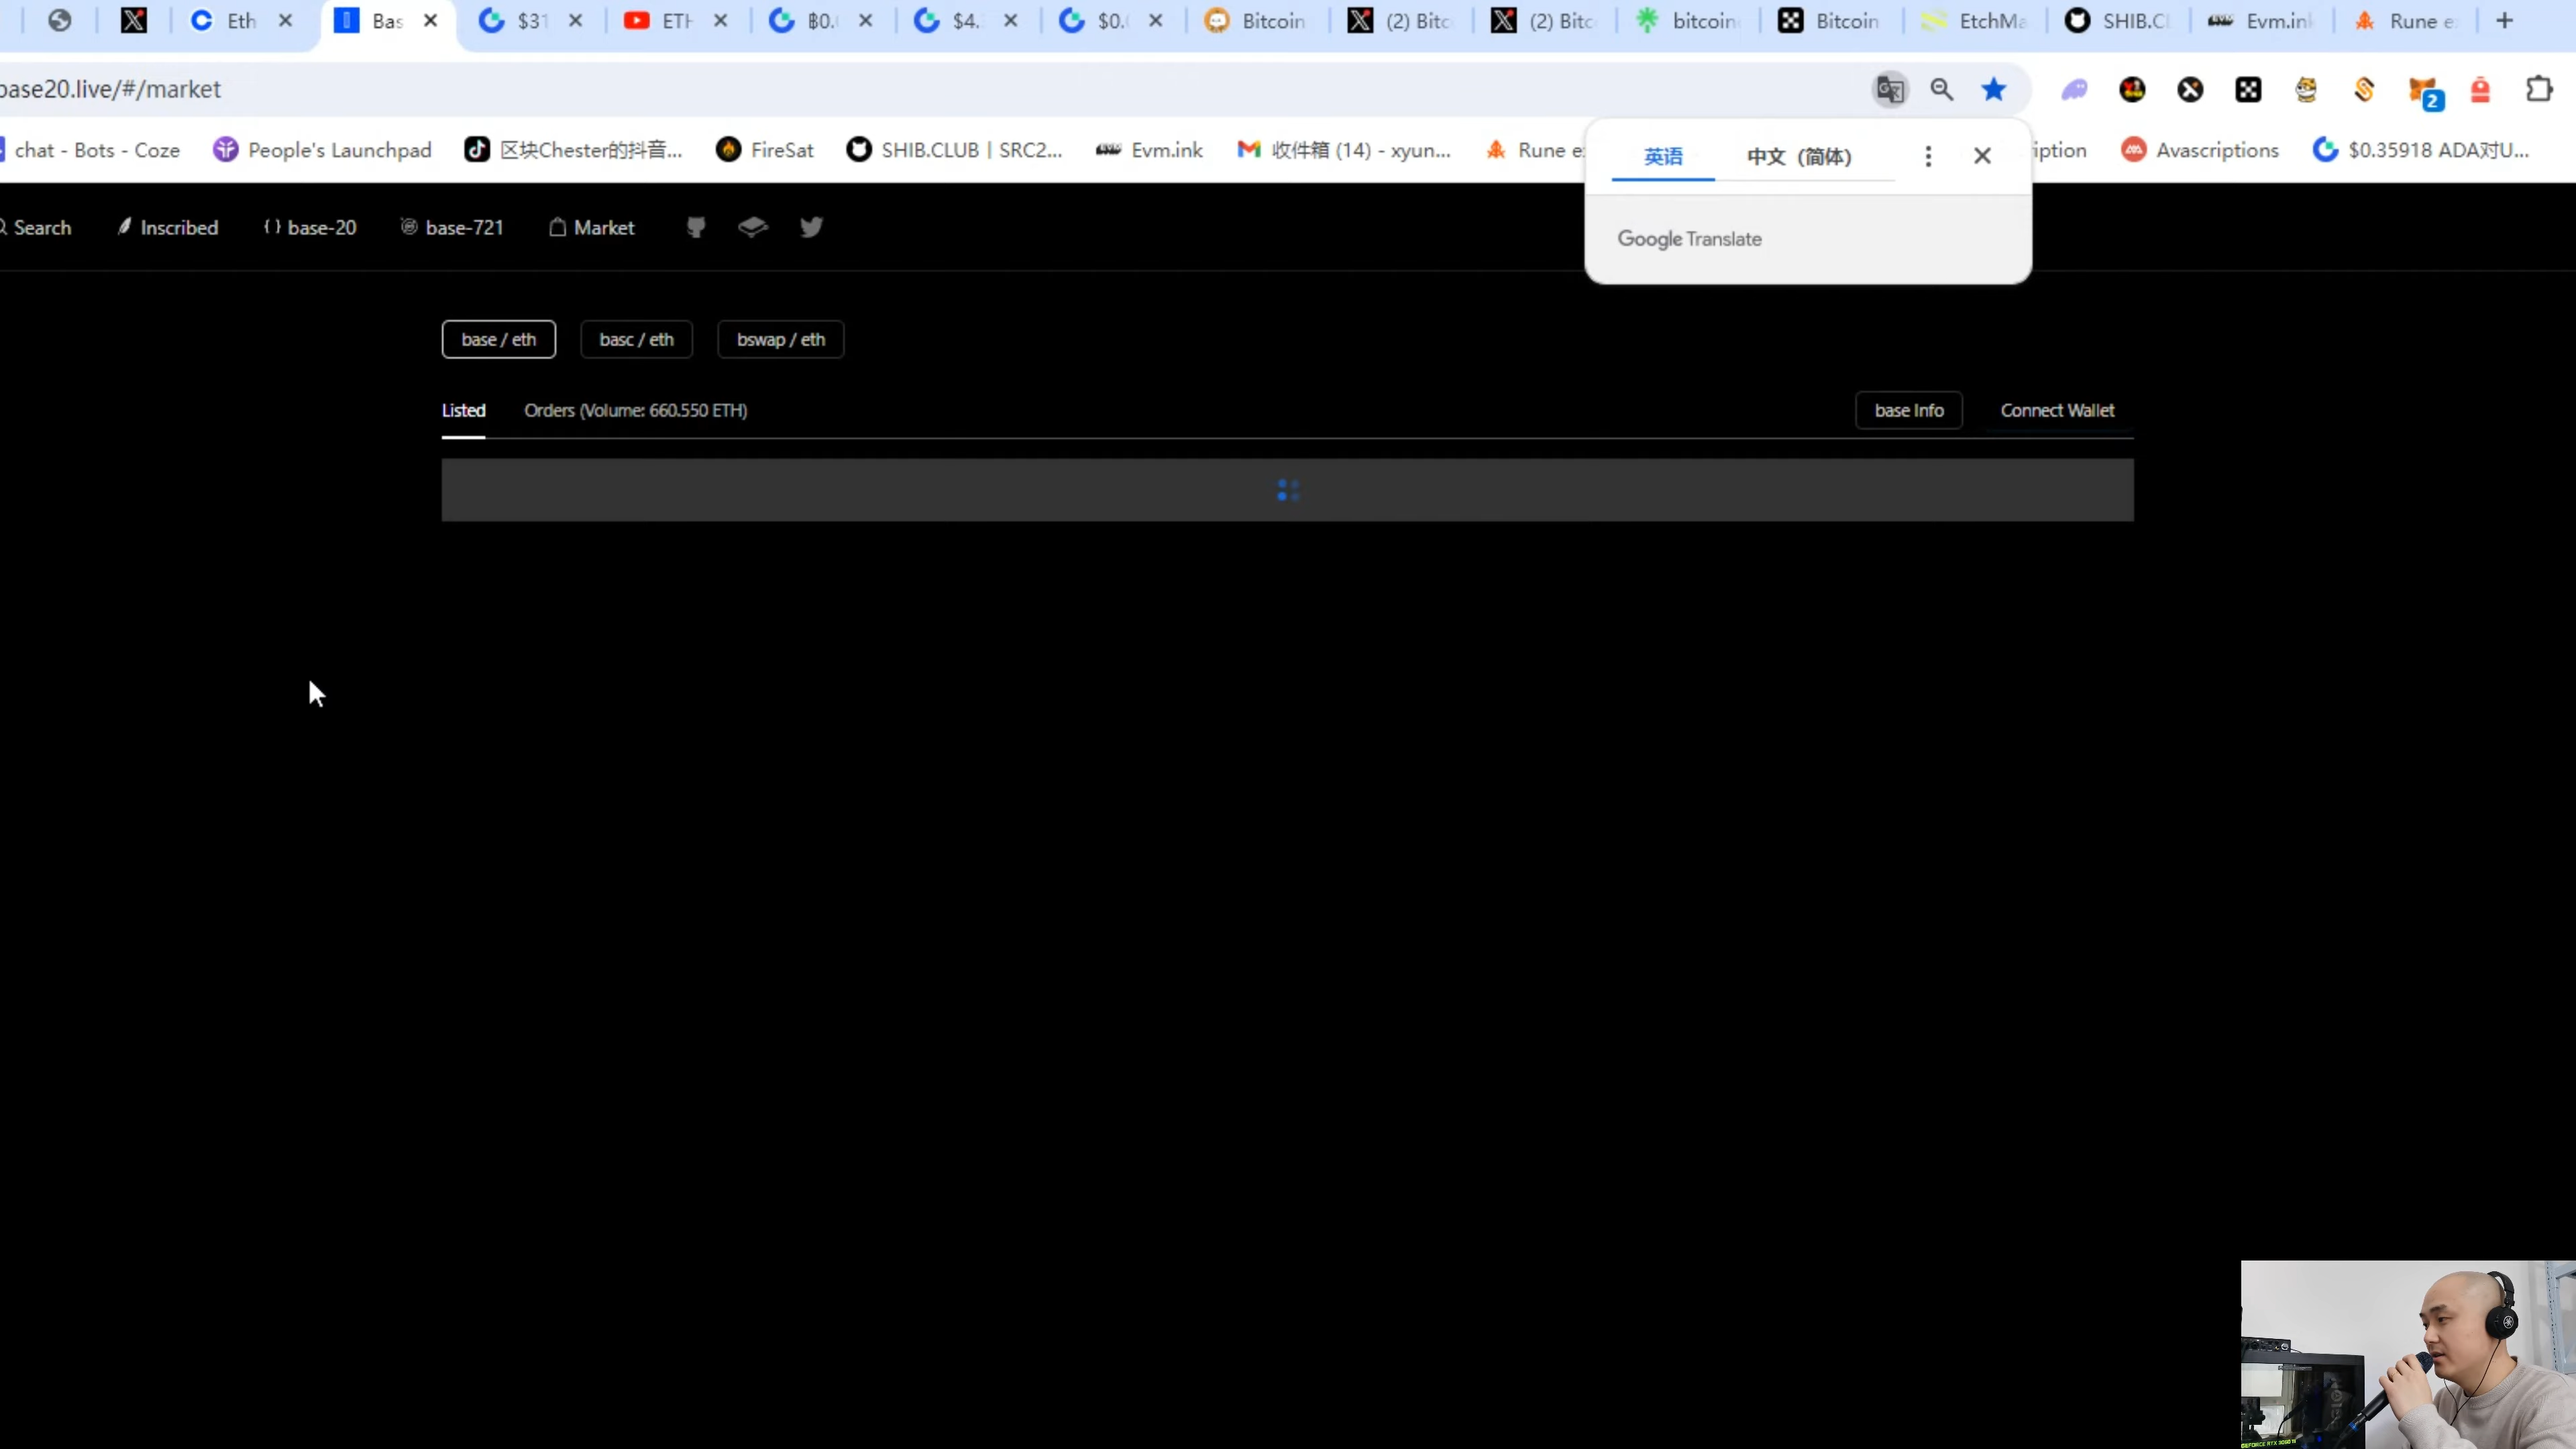 Eth
Bas
$31
ETH
฿0.
$4.
$0.
Bitcoin
(2) Bitc
(2) Bitc
bitcoin
Bitcoin
EtchMa
SHIB.Cl
Evm.ink
Rune e
base20.live/#/market
2
chat - Bots - Coze
People's Launchpad
区块Chester的抖音...
FireSat
SHIB.CLUB | SRC2...
Evm.ink
收件箱 (14) - xyun...
Rune e
iption
Avascriptions
$0.35918 ADA对U...
英语
中文（简体）
Google Translate
Search
Inscribed
base-20
base-721
Market
base / eth
basc / eth
bswap / eth
Listed
Orders (Volume: 660.550 ETH)
base Info
Connect Wallet